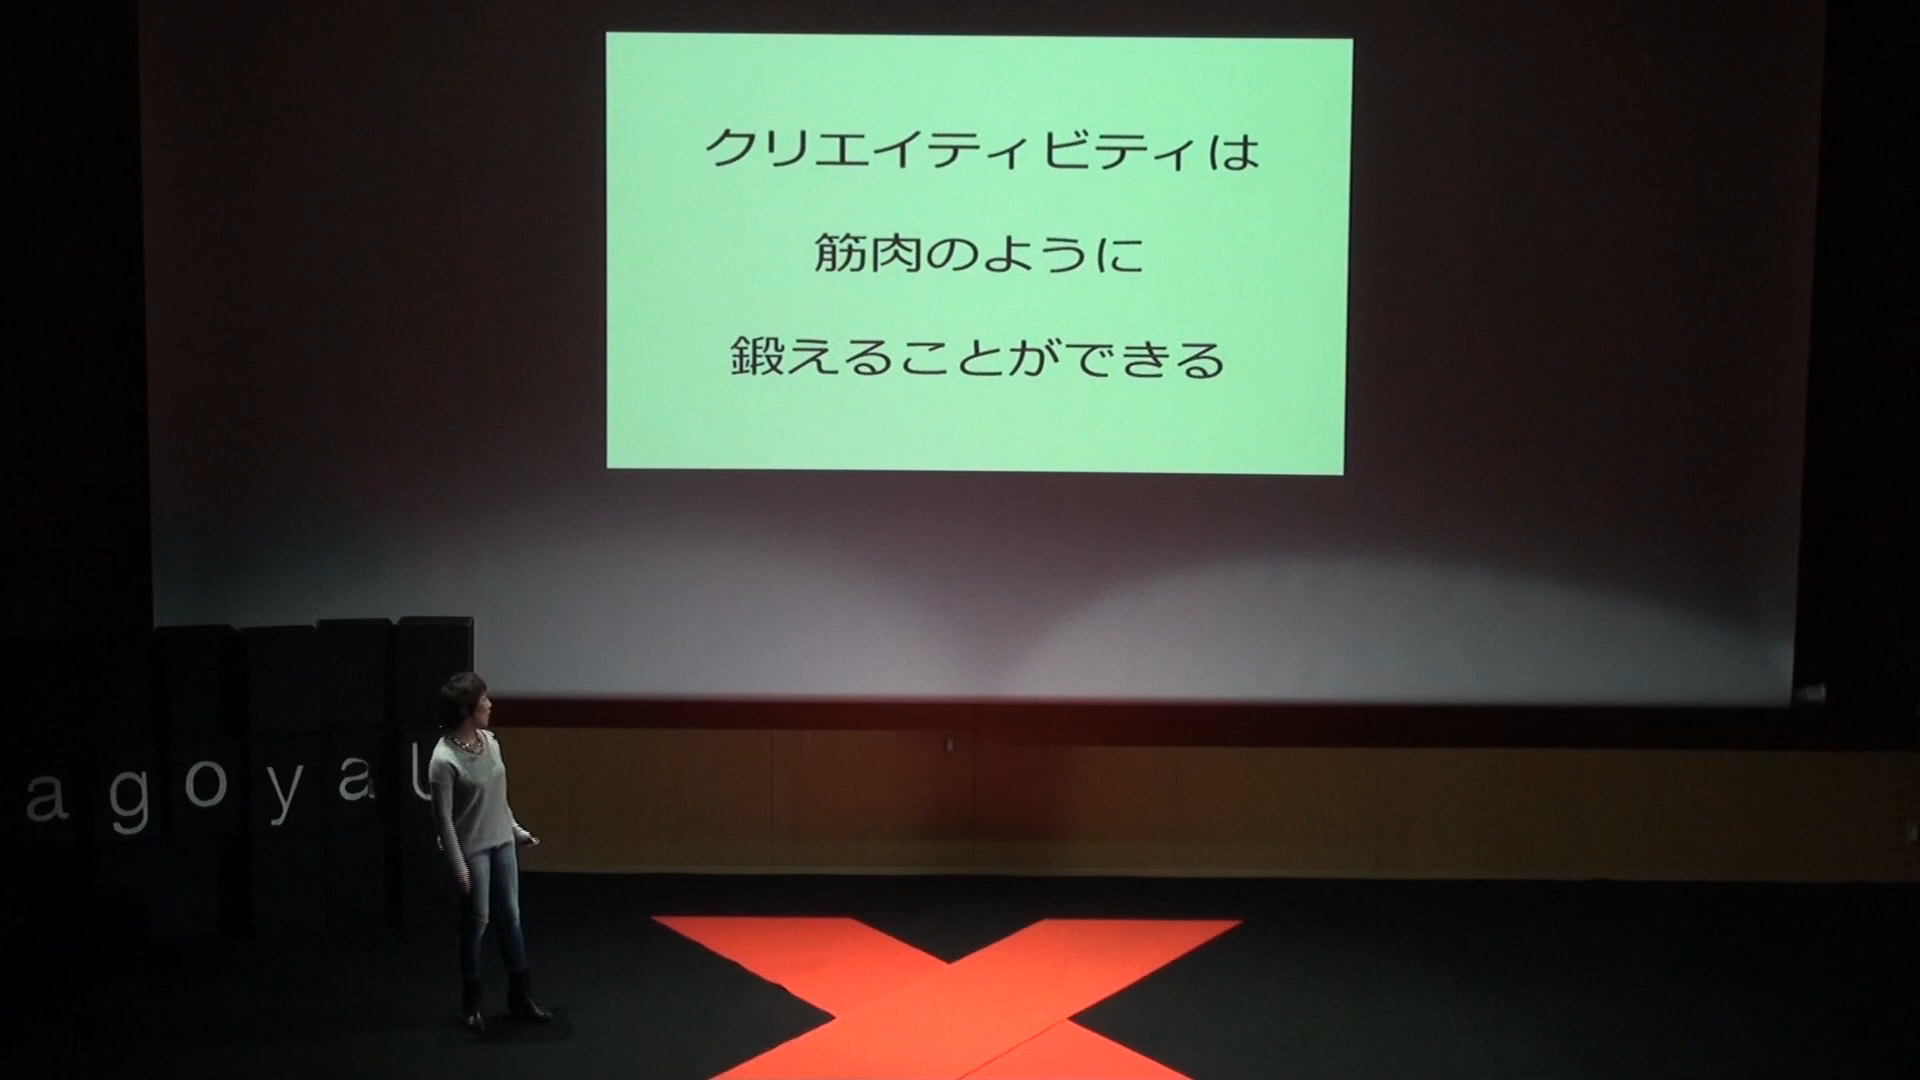 クリエイティビティは
筋肉のように
鍛えることができる
agoyaU
X